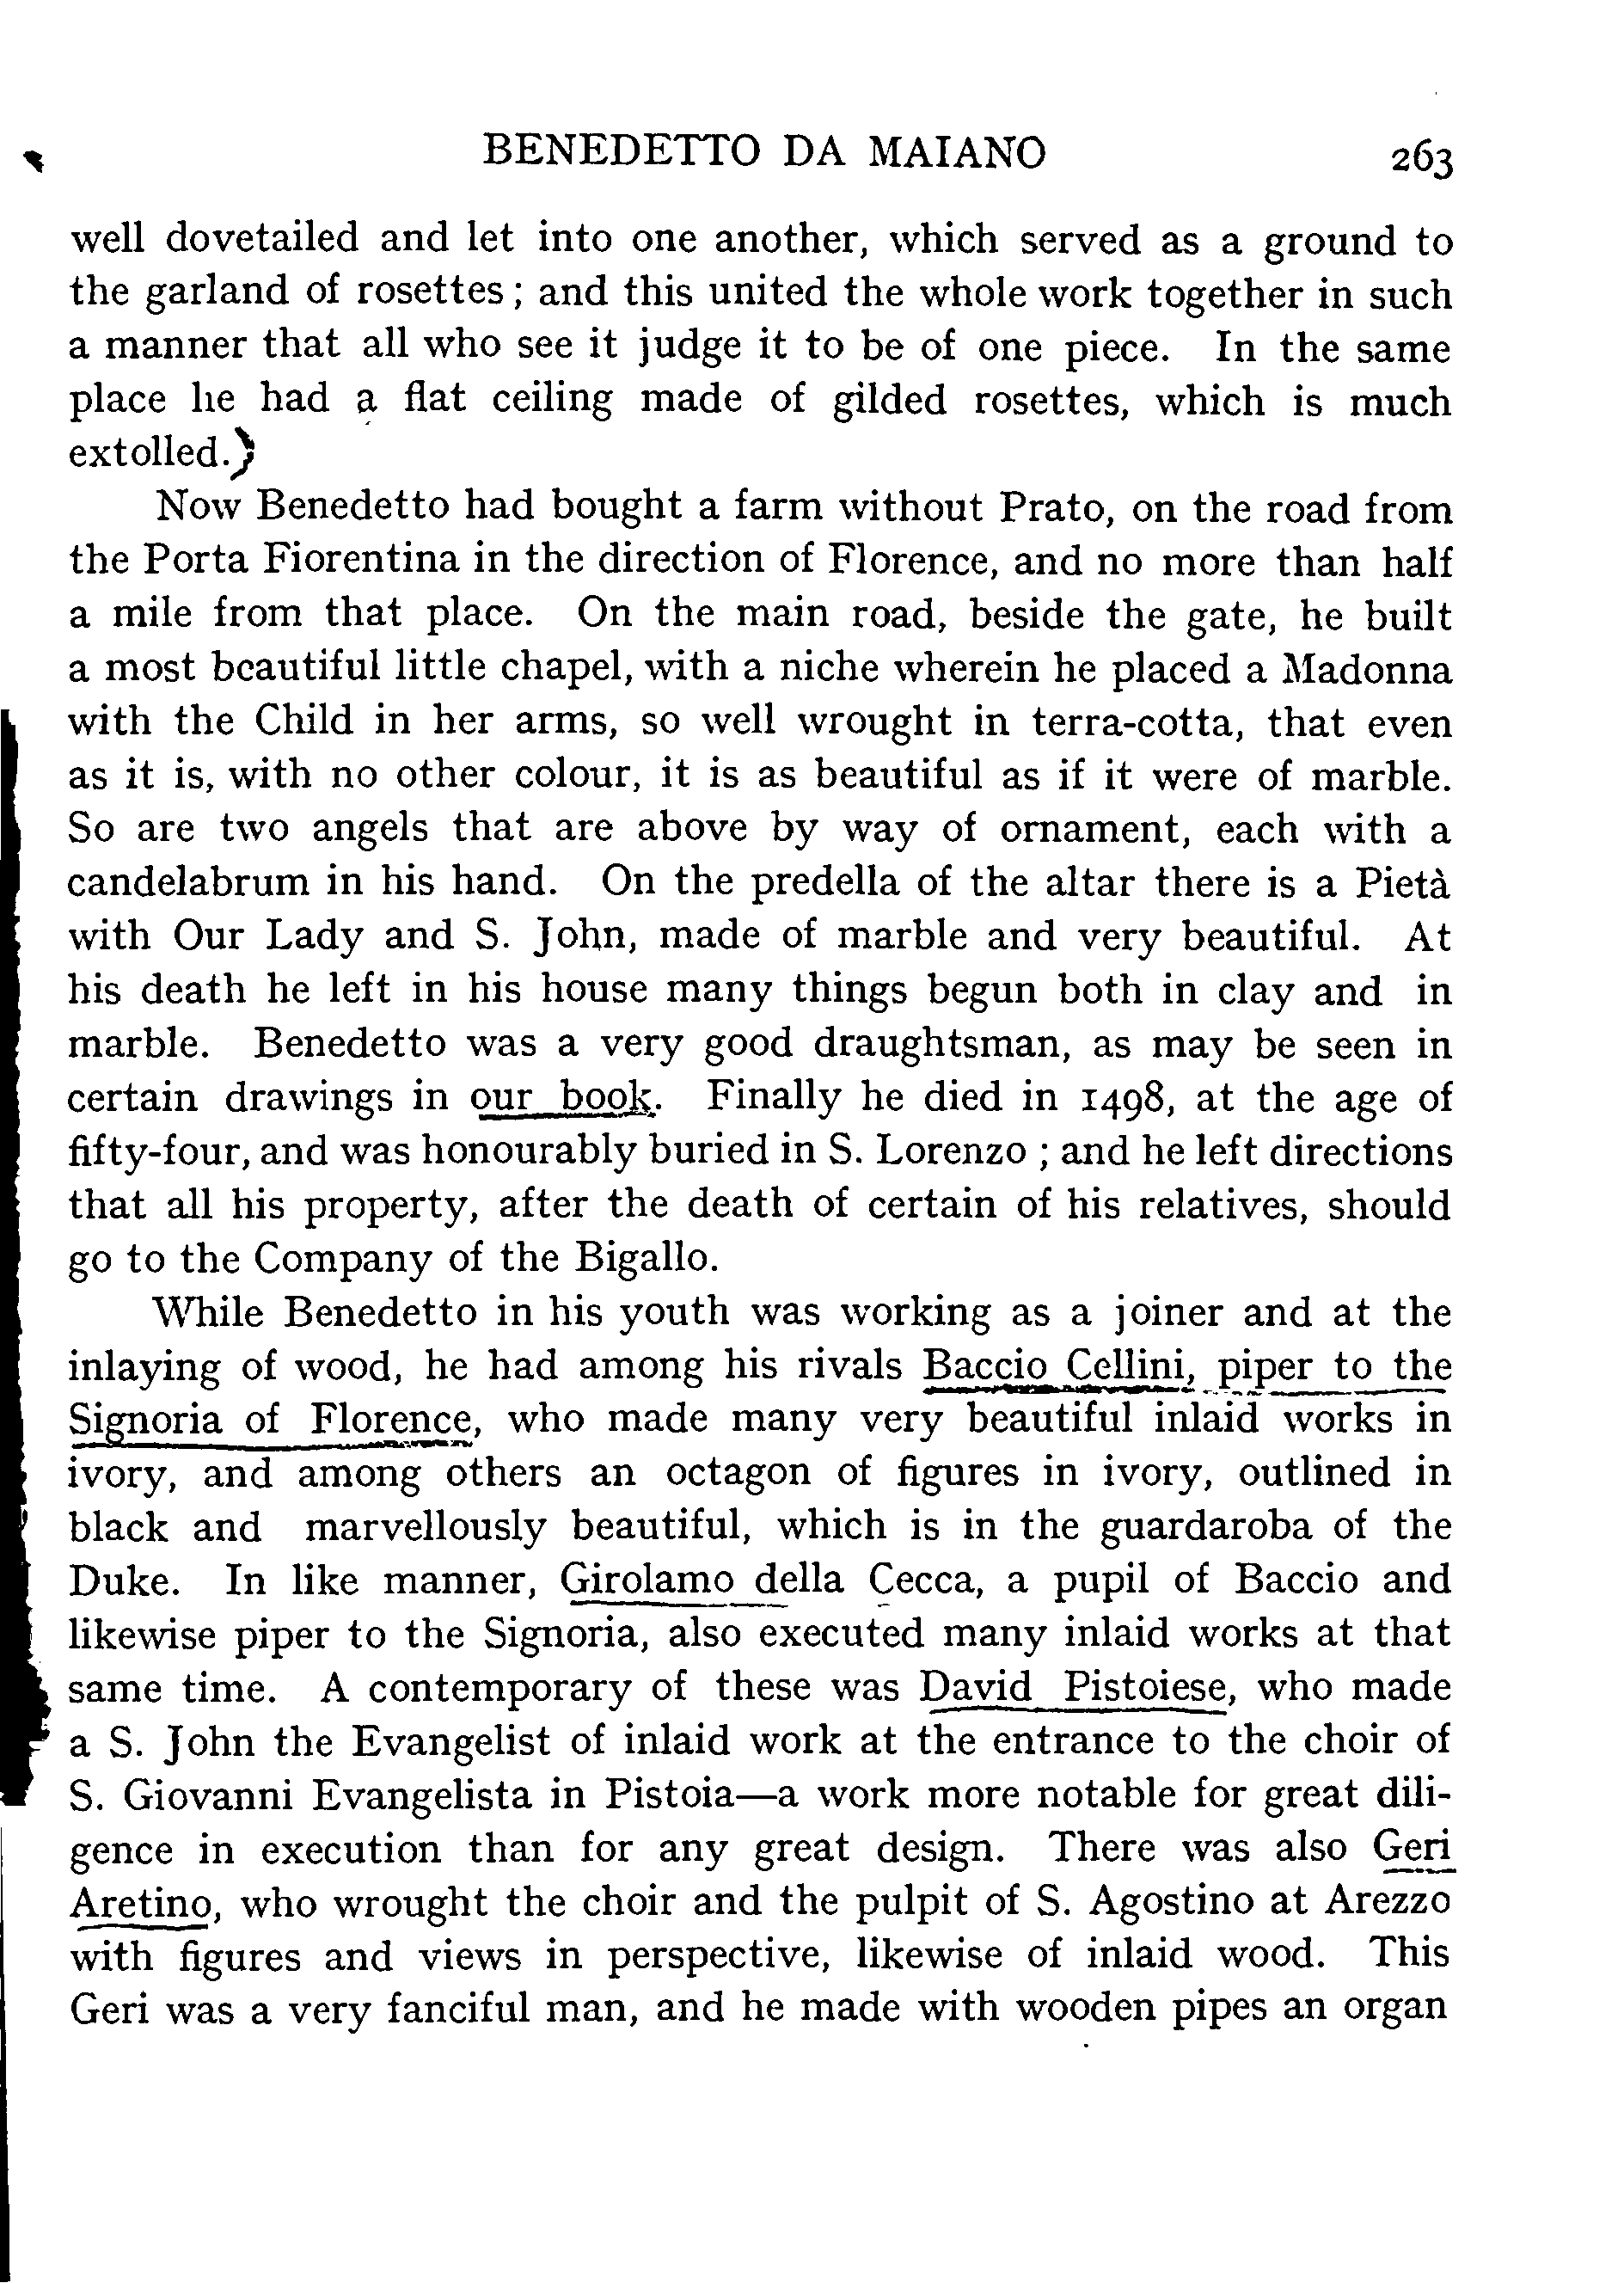 BENEDETTO DA MAIANO 263
well dovetailed and let into one another, which served as a ground to
the garland of rosettes; and this united the whole work together in such
a manner that all who see it judge it to be of one piece. In the same
place he had a flat ceiling made of gilded rosettes, which is much
extolled.}
Now Benedetto had bought a farm without Prato, on the road from
the Porta Fiorentina in the direction of Florence, and no more than half
a mile from that place. On the main road, beside the gate, he built
a most beautiful little chapel, with a niche wherein he placed a Madonna
with the Child in her arms, so well wrought in terra-cotta, that even
as it is, with no other colour, it is as beautiful as if it were of marble.
So are two angels that are above by way of ornament, each with a
candelabrum in his hand. On the predella of the altar there is a Pietà
with Our Lady and S. John, made of marble and very beautiful. At
his death he left in his house many things begun both in clay and in
marble. Benedetto was a very good draughtsman, as may be seen in
certain drawings in our book. Finally he died in 1498, at the age of
fifty-four, and was honourably buried in S. Lorenzo ; and he left directions
that all his property, after the death of certain of his relatives, should
go to the Company of the Bigallo.
While Benedetto in his youth was working as a joiner and at the
inlaying of wood, he had among his rivals Baccio Cellini, piper to the
Signoria of Florence, who made many very beautiful inlaid works in
ivory, and among others an octagon of figures in ivory, outlined in
black and marvellously beautiful, which is in the guardaroba of the
Duke. In like manner, Girolamo della Cecca, a pupil of Baccio and
likewise piper to the Signoria, also executed many inlaid works at that
same time. A contemporary of these was David Pistoiese, who made
a S. John the Evangelist of inlaid work at the entrance to the choir of
S. Giovanni Evangelista in Pistoia—a work more notable for great dili-
gence in execution than for any great design. There was also Geri
Aretino, who wrought the choir and the pulpit of S. Agostino at Arezzo
with figures and views in perspective, likewise of inlaid wood. This
Geri was a very fanciful man, and he made with wooden pipes an organ